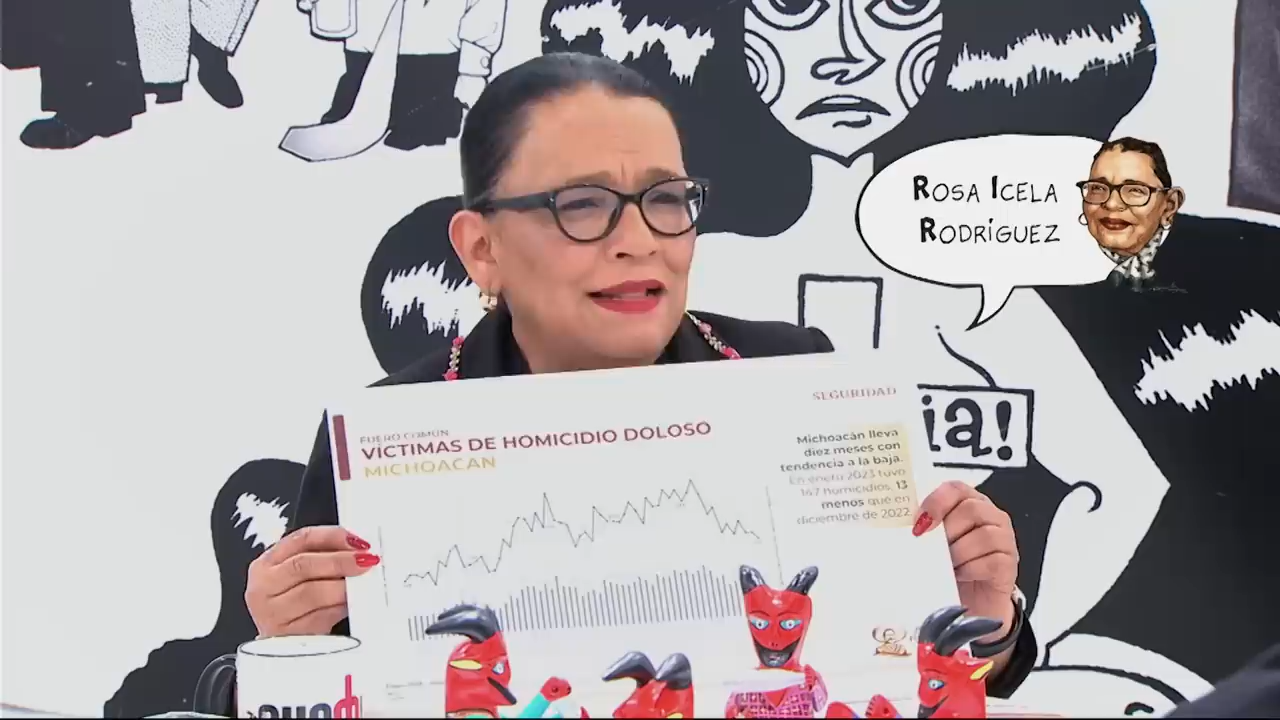 ROSA ICELA
RODRÍGUEZ
ia!
SEGURIDAD
FUERO COMÚN
VÍCTIMAS DE HOMICIDIO DOLOSO
MICHOACÁN
Michoacán lleva
diez meses con
tendencia a la baja.
En enero 2023 tuvo
167 homicidios, 13
menos que en
diciembre de 2022